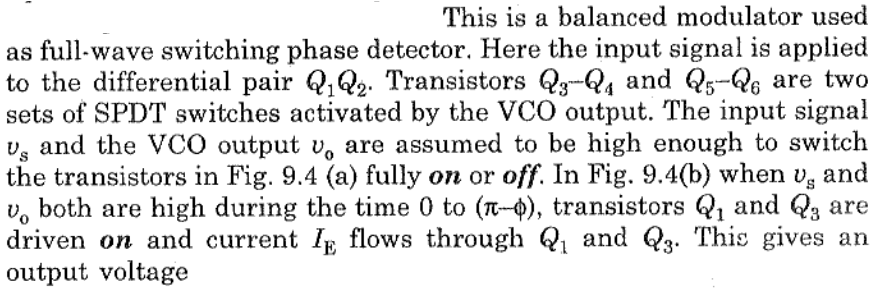 This is a balanced modulator used
as full-wave switching phase detector. Here the input signal is applied
to the differential pair Q₁Q₂. Transistors Q₃–Q₄ and Q₅–Q₆ are two
sets of SPDT switches activated by the VCO output. The input signal
vₛ and the VCO output vₒ are assumed to be high enough to switch
the transistors in Fig. 9.4 (a) fully on or off. In Fig. 9.4(b) when vₛ and
vₒ both are high during the time 0 to (π–ϕ), transistors Q₁ and Q₃ are
driven on and current I_E flows through Q₁ and Q₃. This gives an
output voltage